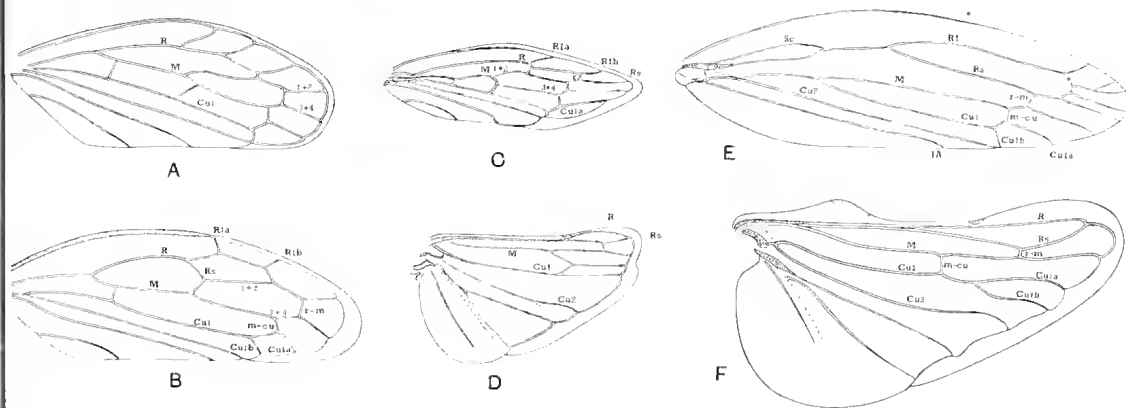 R
M
1+2
3+4
Cu1
A
R1a
R1b
R
Rs
M
1+2
3+4
r-m
Cu1
m-cu
Cu1b
Cu1a
B
R1a
R1b
Rs
R
M
1+2
3+4
Cu1a
C
R
Rs
M
Cu1
Cu2
D
Sc
R1
Rs
M
Cu2
r-m
Cu1
m-cu
Cu1b
Cu1a
1A
E
R
Rs
M
r-m
Cu1
m-cu
Cu1a
Cu2
Cu1b
F